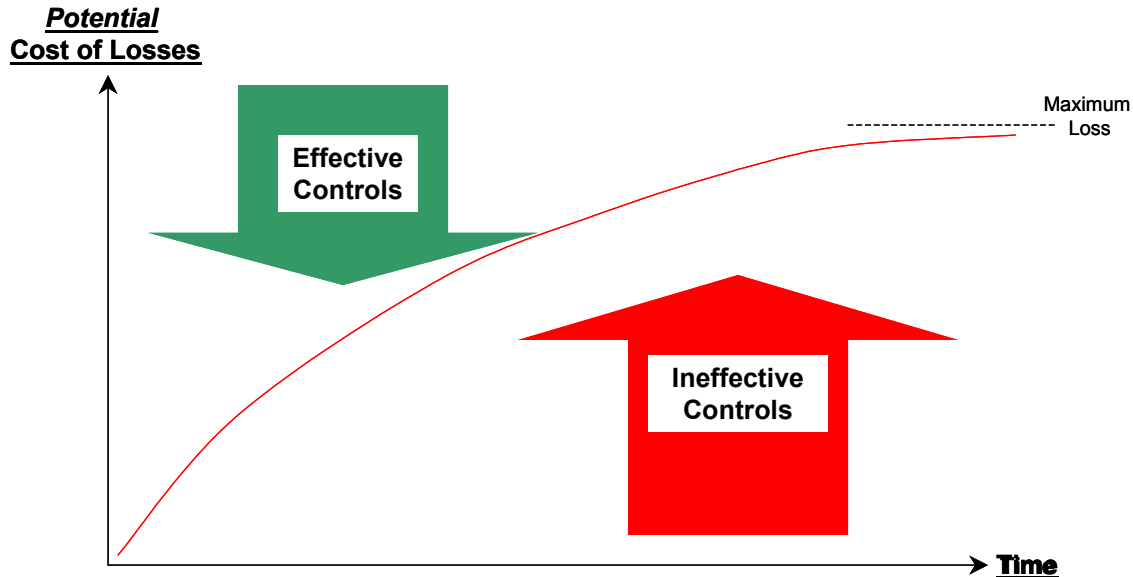 Potential
Cost of Losses
Maximum
Loss
Effective
Controls
Ineffective
Controls
Time